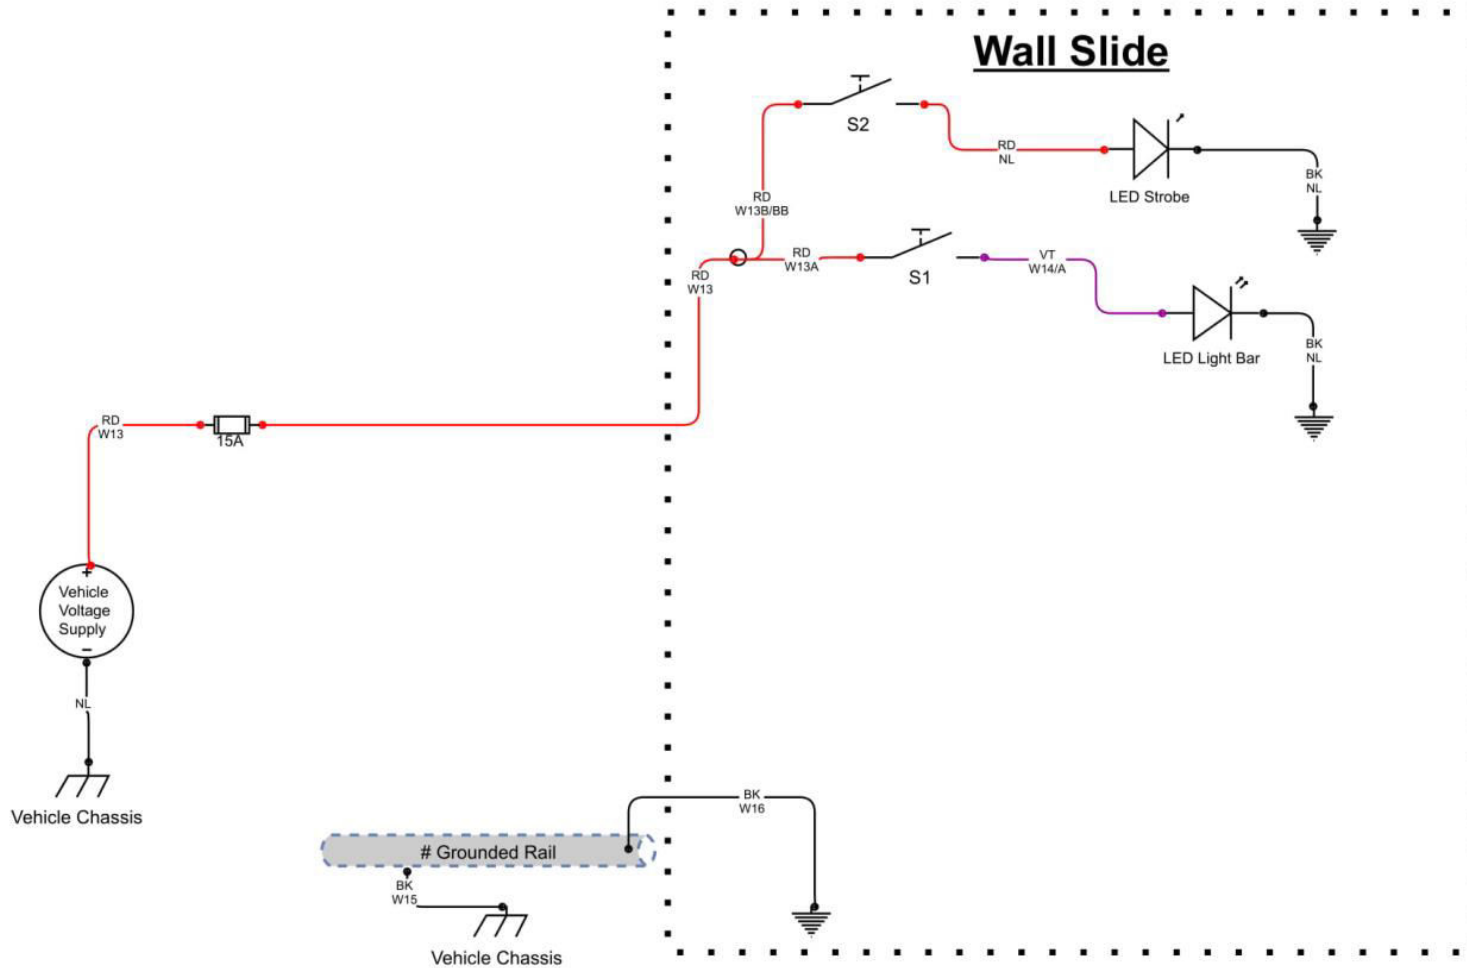 Wall Slide
S2
RD
NL
LED Strobe
BK
NL
RD
W13B/BB
RD
W13A
S1
RD
W13
VT
W14/A
LED Light Bar
BK
NL
RD
W13
15A
+
Vehicle
Voltage
Supply
−
NL
Vehicle Chassis
BK
W16
# Grounded Rail
BK
W15
Vehicle Chassis